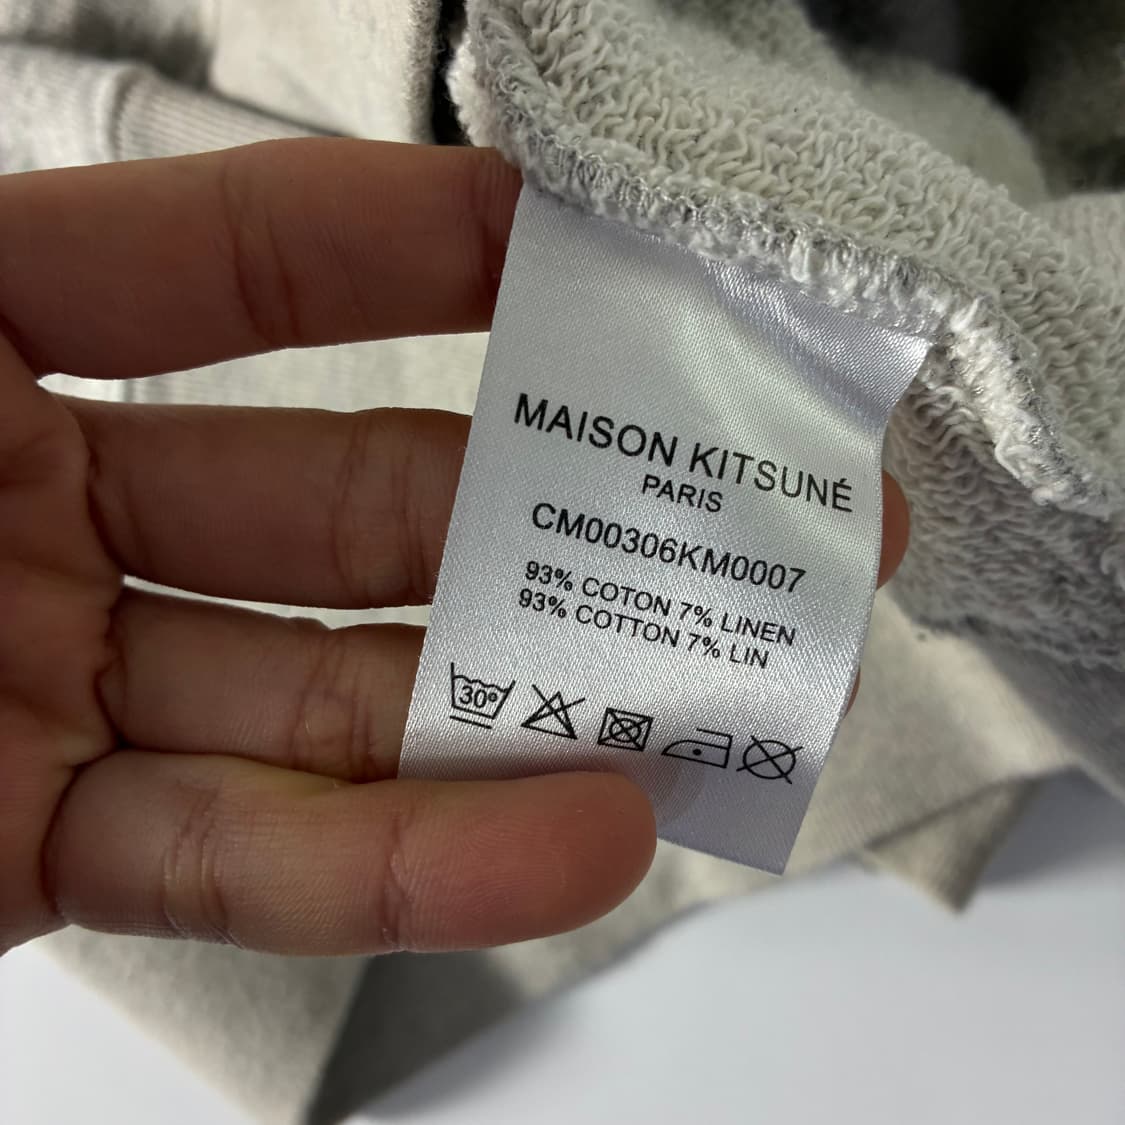 MAISON KITSUNÉ
PARIS
CM00306KM0007
93% COTON 7% LINEN
93% COTTON 7% LIN
30°